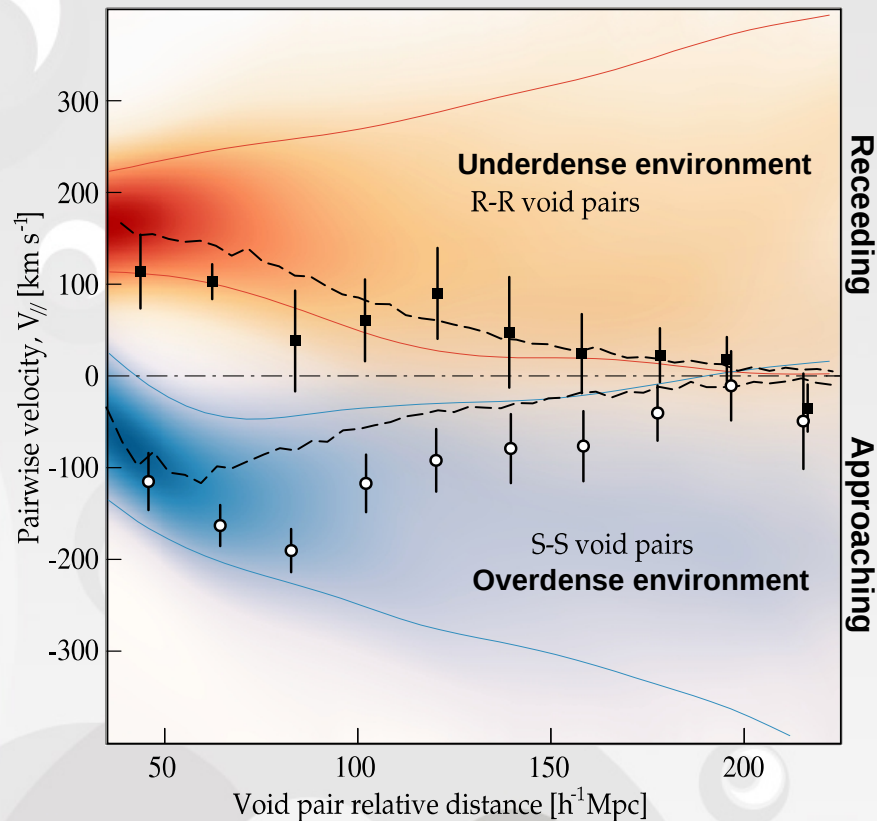 300
200
100
0
-100
-200
-300
Pairwise velocity, V// [km s-1]
Underdense environment
R-R void pairs
S-S void pairs
Overdense environment
Receeding
Approaching
50
100
150
200
Void pair relative distance [h-1Mpc]